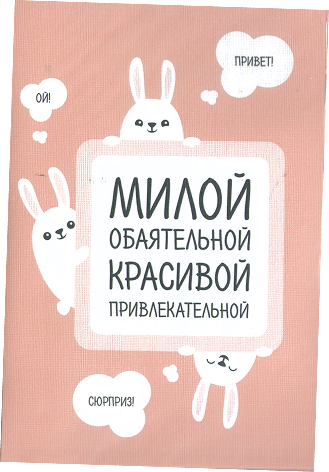 ПРИВЕТ!
ОЙ!
МИЛОЙ
ОБАЯТЕЛЬНОЙ
КРАСИВОЙ
ПРИВЛЕКАТЕЛЬНОЙ
СЮРПРИЗ!